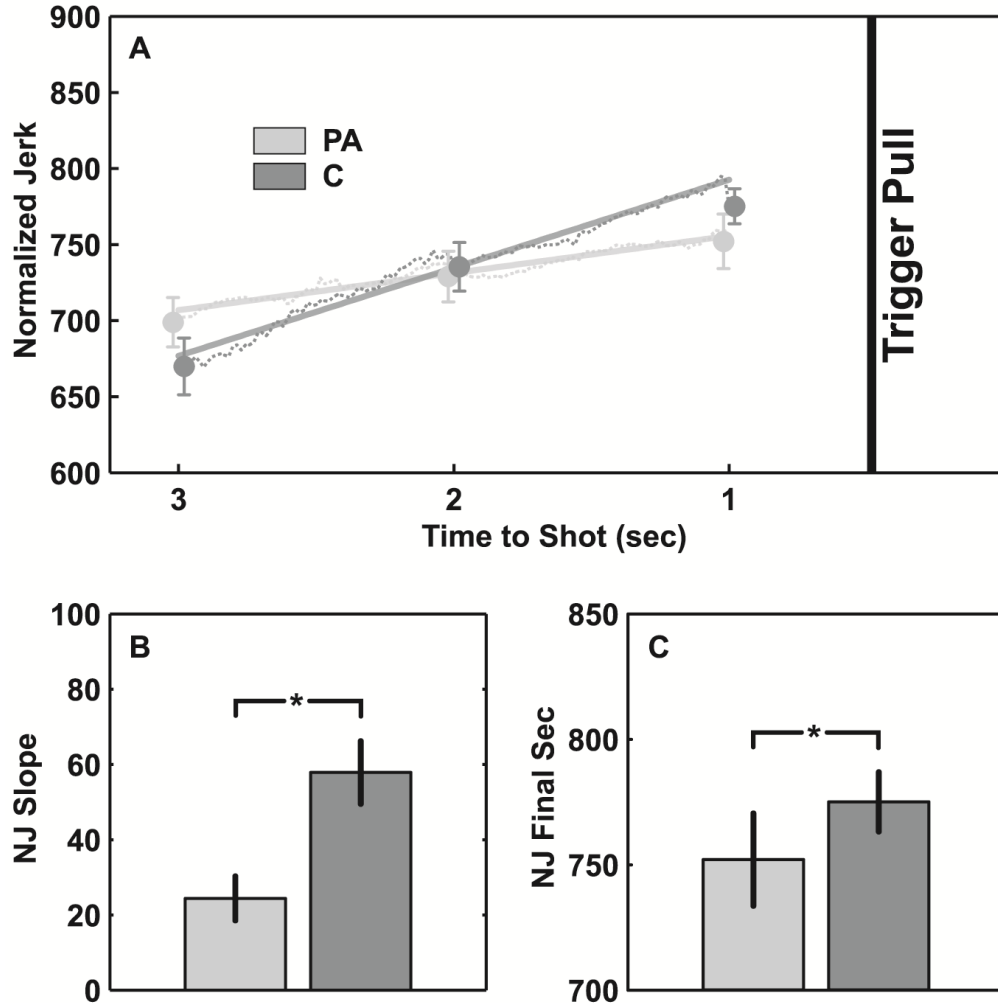 A
900
850
800
750
700
650
600
Normalized Jerk
PA
C
Trigger Pull
3
2
1
Time to Shot (sec)
B
100
80
60
40
20
0
NJ Slope
*
C
850
800
750
700
NJ Final Sec
*